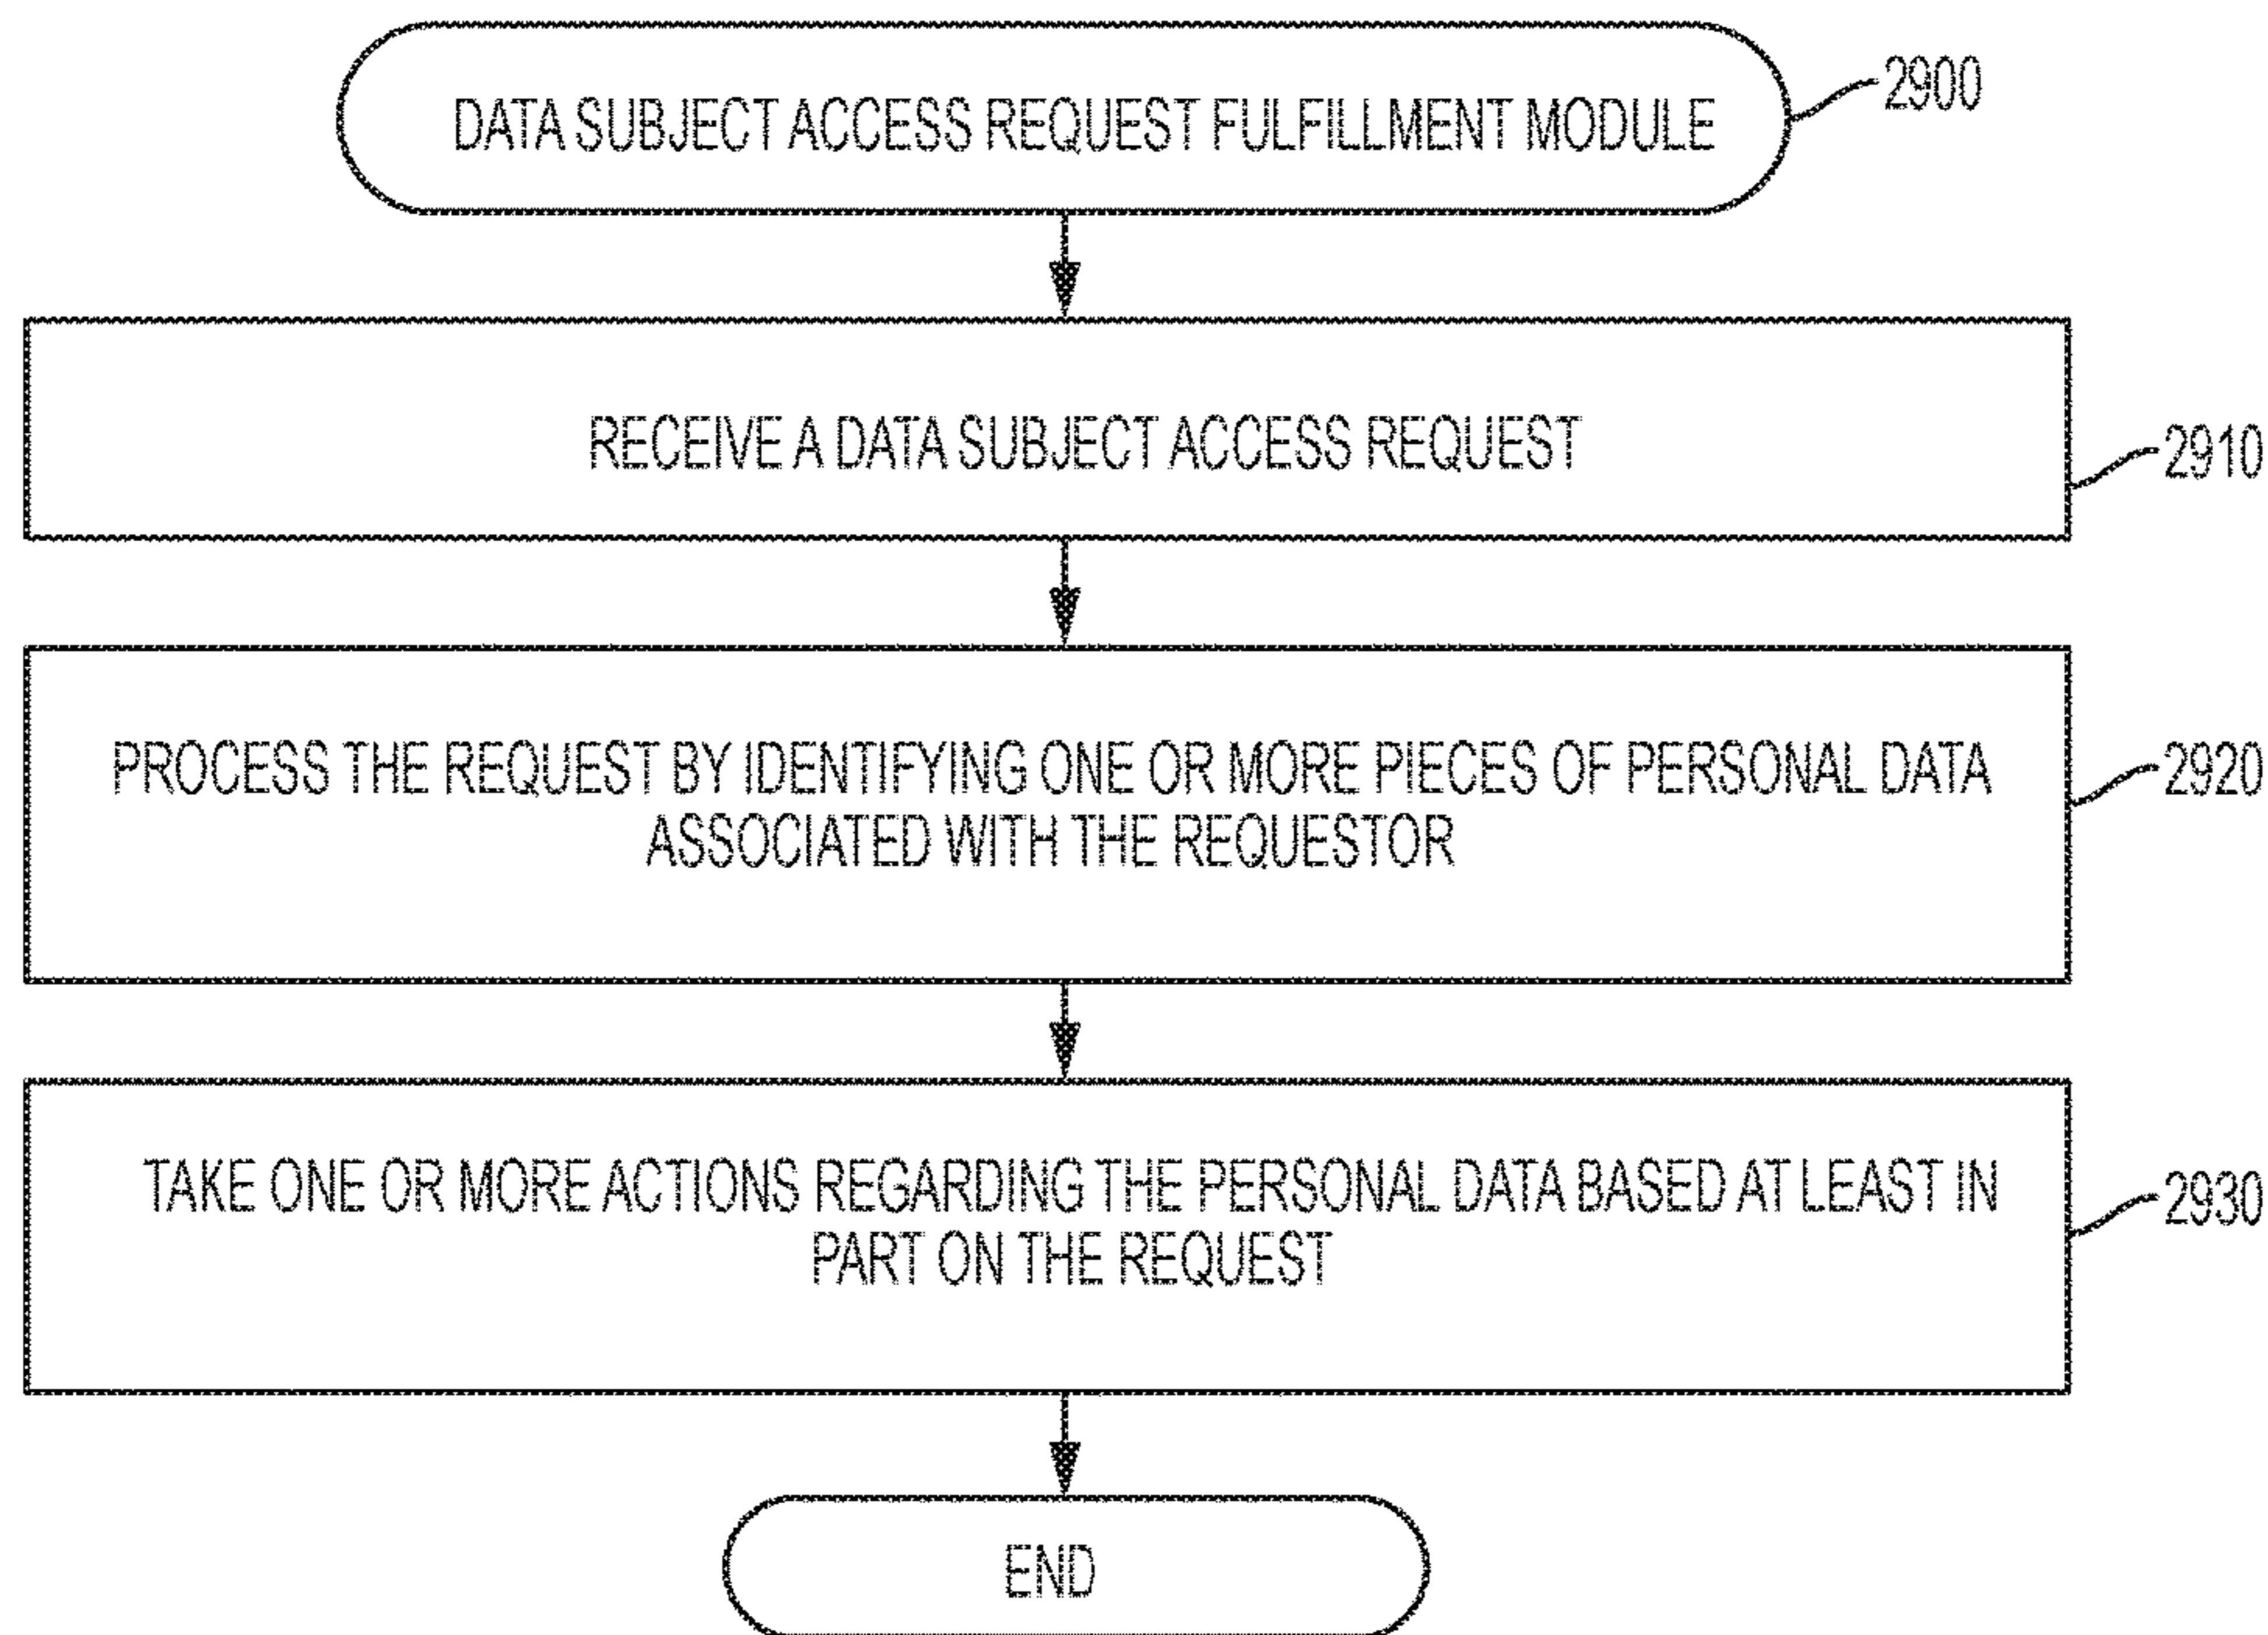 DATA SUBJECT ACCESS REQUEST FULFILLMENT MODULE
2900
RECEIVE A DATA SUBJECT ACCESS REQUEST
2910
PROCESS THE REQUEST BY IDENTIFYING ONE OR MORE PIECES OF PERSONAL DATA
ASSOCIATED WITH THE REQUESTOR
2920
TAKE ONE OR MORE ACTIONS REGARDING THE PERSONAL DATA BASED AT LEAST IN
PART ON THE REQUEST
2930
END